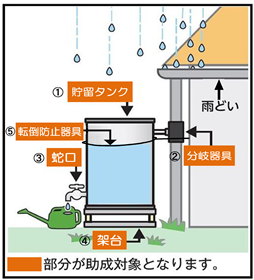 ① 貯留タンク
雨どい
⑤ 転倒防止器具
② 分岐器具
③ 蛇口
④ 架台
部分が助成対象となります。